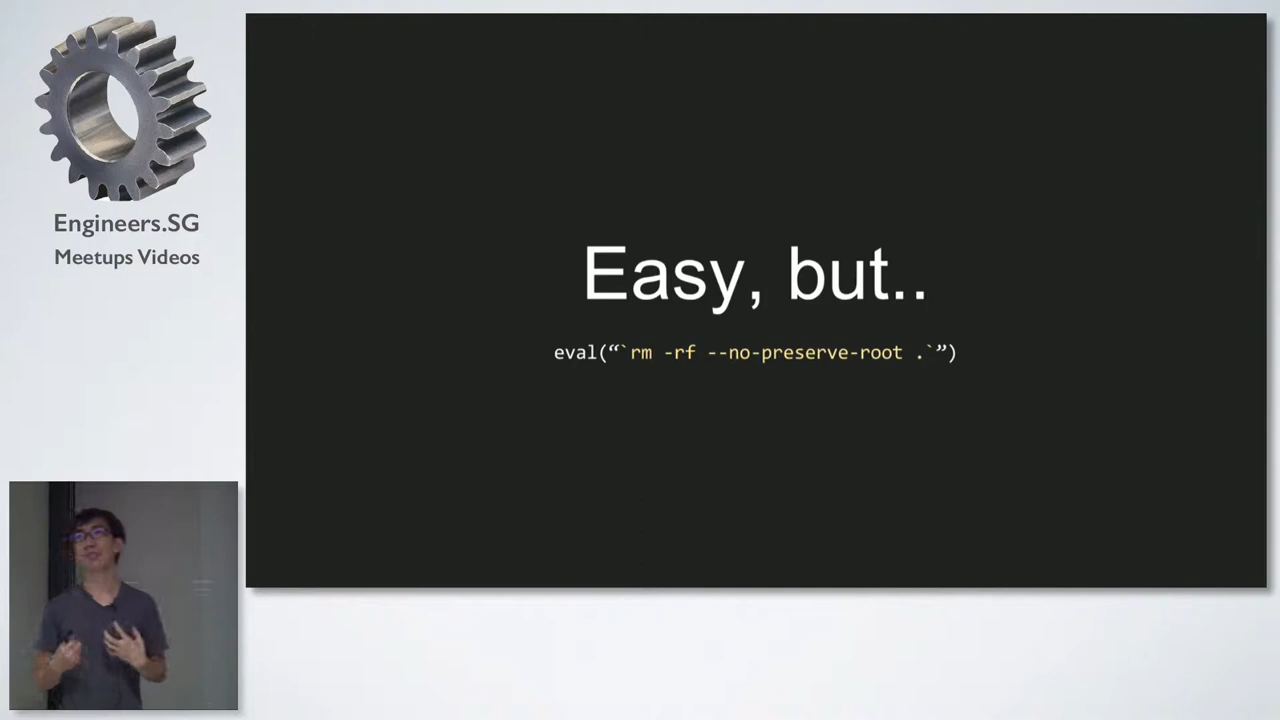 Engineers.SG
Meetups Videos
Easy, but..
eval(“`rm -rf --no-preserve-root .`”)